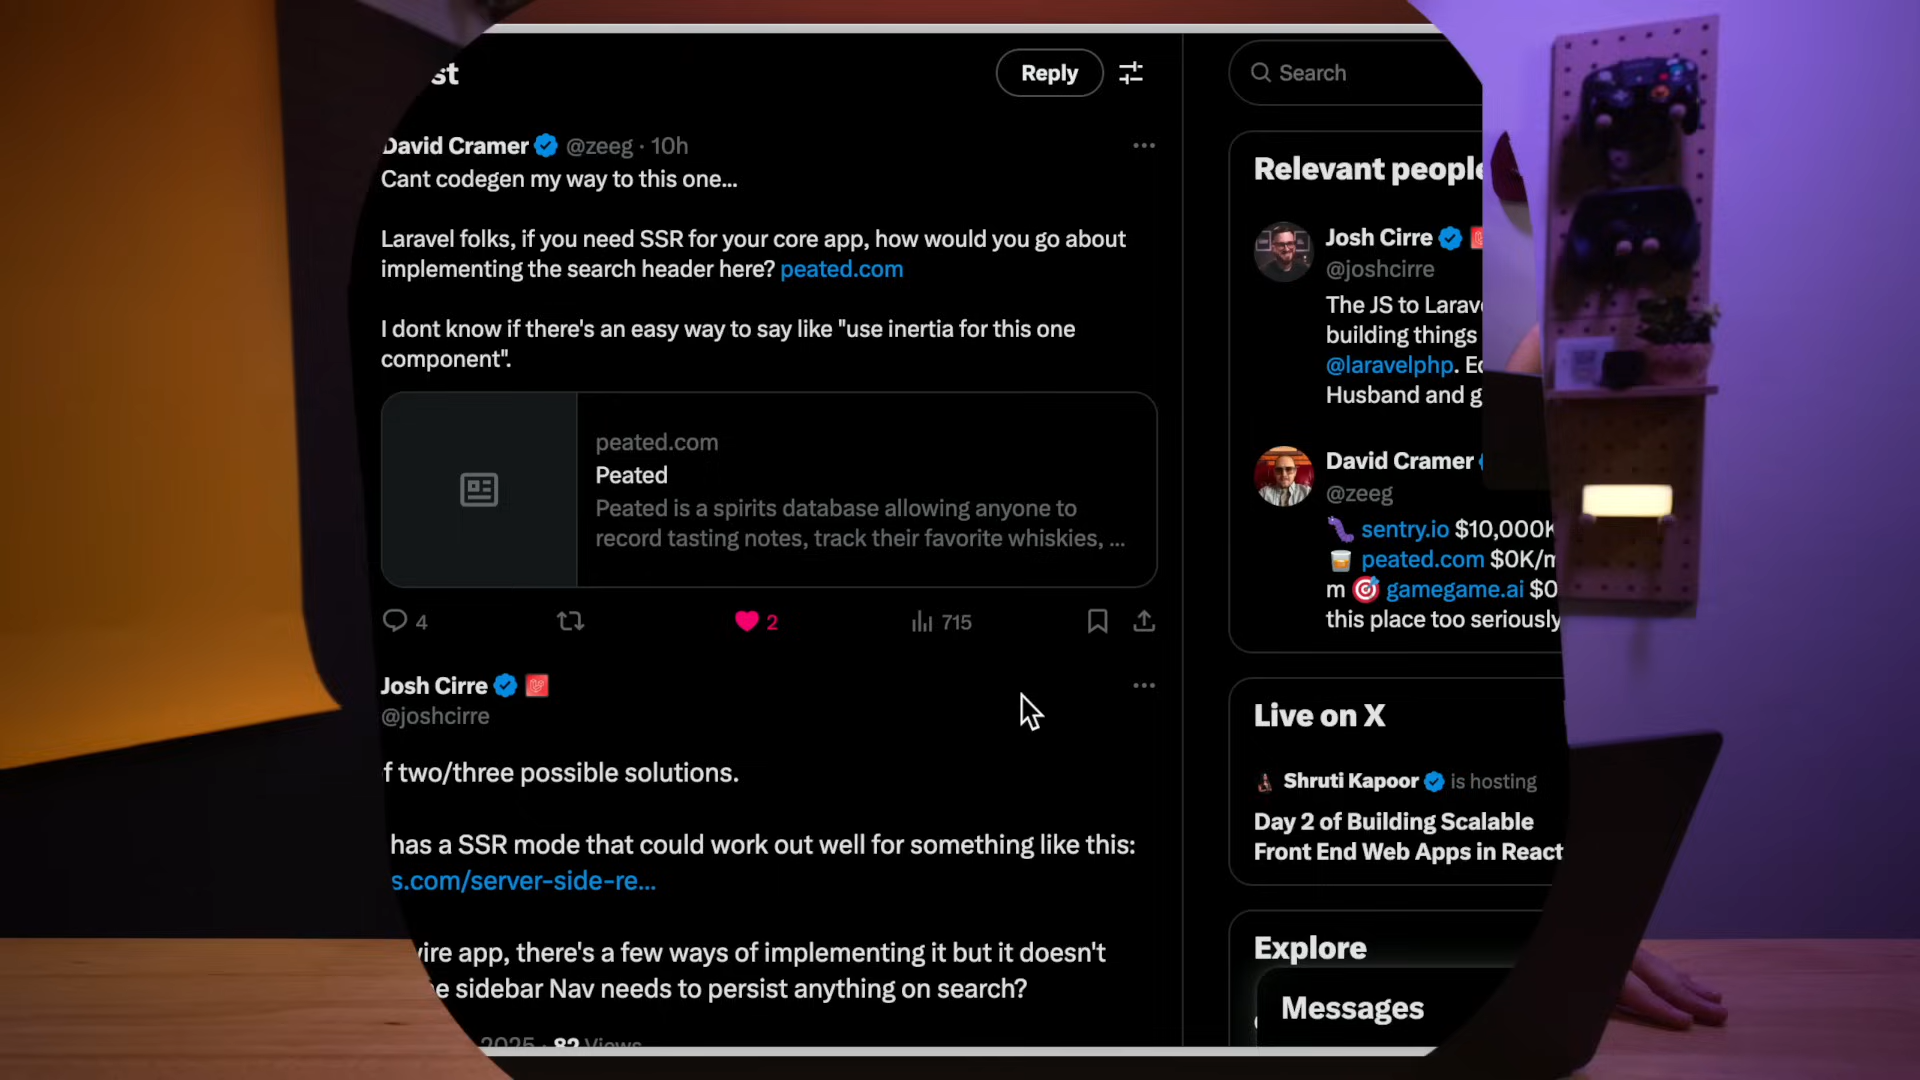 st
Reply
David Cramer @zeeg · 10h
Cant codegen my way to this one...
Laravel folks, if you need SSR for your core app, how would you go about
implementing the search header here? peated.com
I dont know if there's an easy way to say like "use inertia for this one
component".
peated.com
Peated
Peated is a spirits database allowing anyone to
record tasting notes, track their favorite whiskies, ...
4
2
715
Josh Cirre
@joshcirre
f two/three possible solutions.
has a SSR mode that could work out well for something like this:
s.com/server-side-re...
wire app, there's a few ways of implementing it but it doesn't
e sidebar Nav needs to persist anything on search?
2025 · 82 Views
Search
Relevant people
Josh Cirre
@joshcirre
The JS to Larav
building things
@laravelphp. Ec
Husband and g
David Cramer
@zeeg
sentry.io $10,000K
peated.com $0K/m
m gamegame.ai $0
this place too seriously
Live on X
Shruti Kapoor is hosting
Day 2 of Building Scalable
Front End Web Apps in React
Explore
Messages